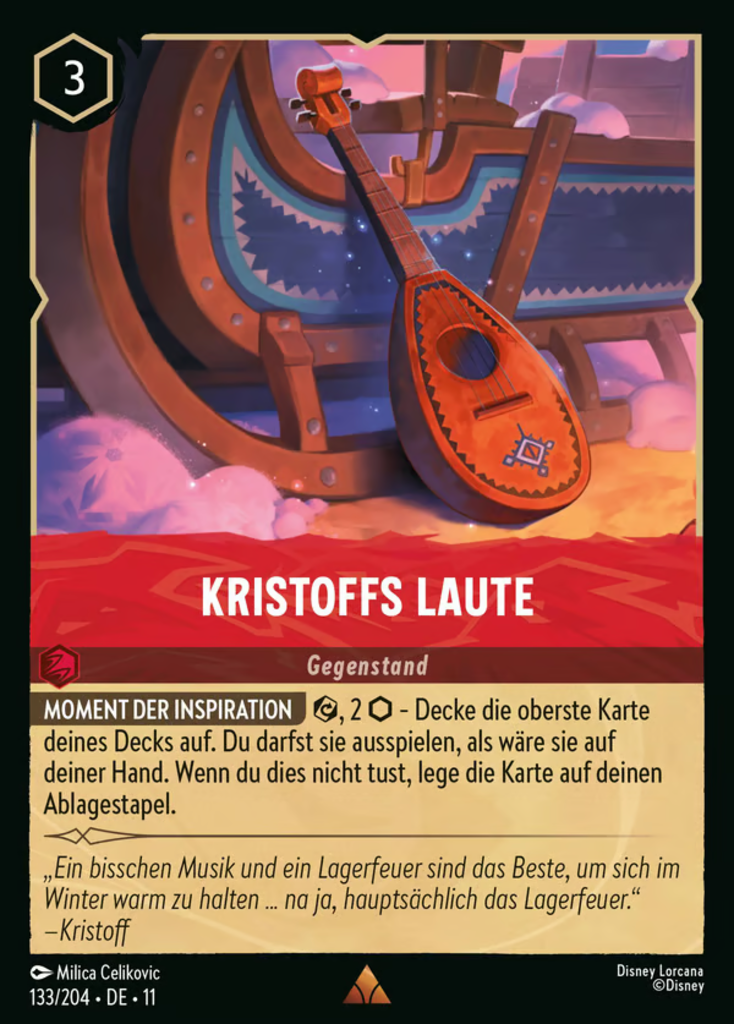 3
KRISTOFFS LAUTE
Gegenstand
MOMENT DER INSPIRATION , 2 – Decke die oberste Karte
deines Decks auf. Du darfst sie ausspielen, als wäre sie auf
deiner Hand. Wenn du dies nicht tust, lege die Karte auf deinen
Ablagestapel.
„Ein bisschen Musik und ein Lagerfeuer sind das Beste, um sich im
Winter warm zu halten ... na ja, hauptsächlich das Lagerfeuer.“
–Kristoff
Milica Celikovic
133/204 • DE • 11
Disney Lorcana
©Disney